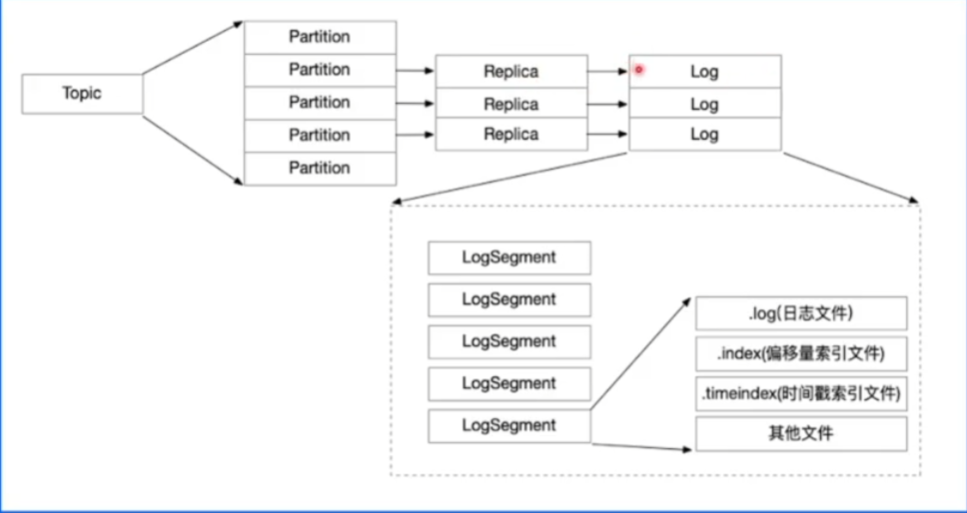 Topic
Partition
Partition
Partition
Partition
Partition
Replica
Replica
Replica
Log
Log
Log
LogSegment
LogSegment
LogSegment
LogSegment
LogSegment
.log(日志文件)
.index(偏移量索引文件)
.timeindex(时间戳索引文件)
其他文件